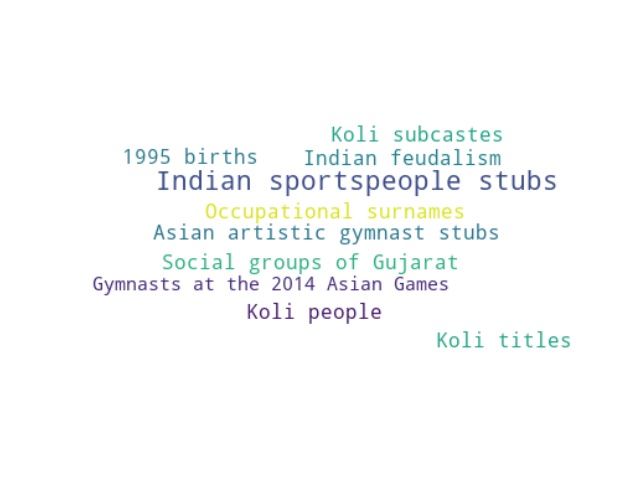 Koli subcastes
1995 births
Indian feudalism
Indian sportspeople stubs
Occupational surnames
Asian artistic gymnast stubs
Social groups of Gujarat
Gymnasts at the 2014 Asian Games
Koli people
Koli titles